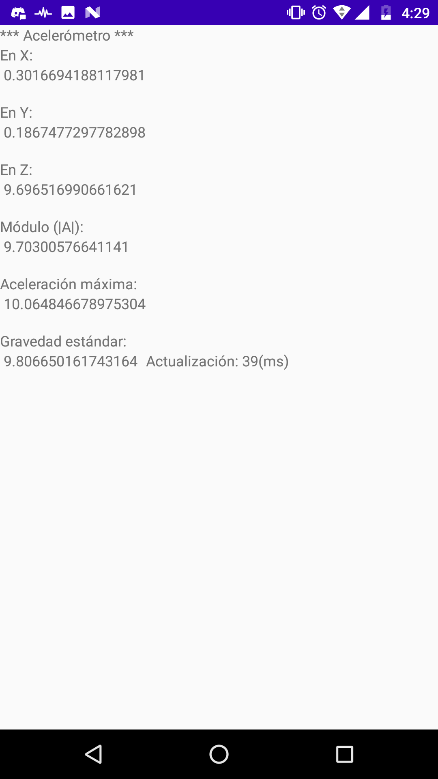 4:29
*** Acelerómetro ***
En X:
0.3016694188117981
En Y:
0.1867477297782898
En Z:
9.696516990661621
Módulo (|A|):
9.70300576641141
Aceleración máxima:
10.064846678975304
Gravedad estándar:
9.806650161743164 Actualización: 39(ms)